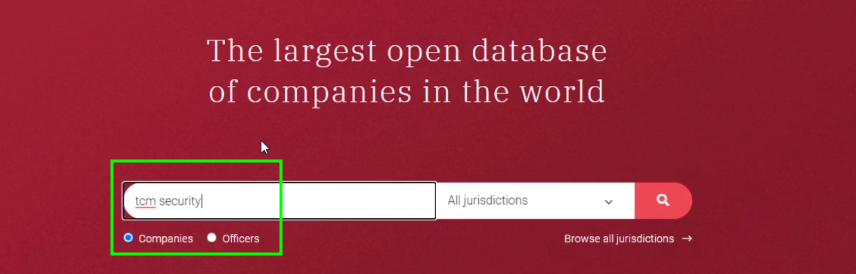 The largest open database
of companies in the world
tcm security
All jurisdictions
Companies
Officers
Browse all jurisdictions →